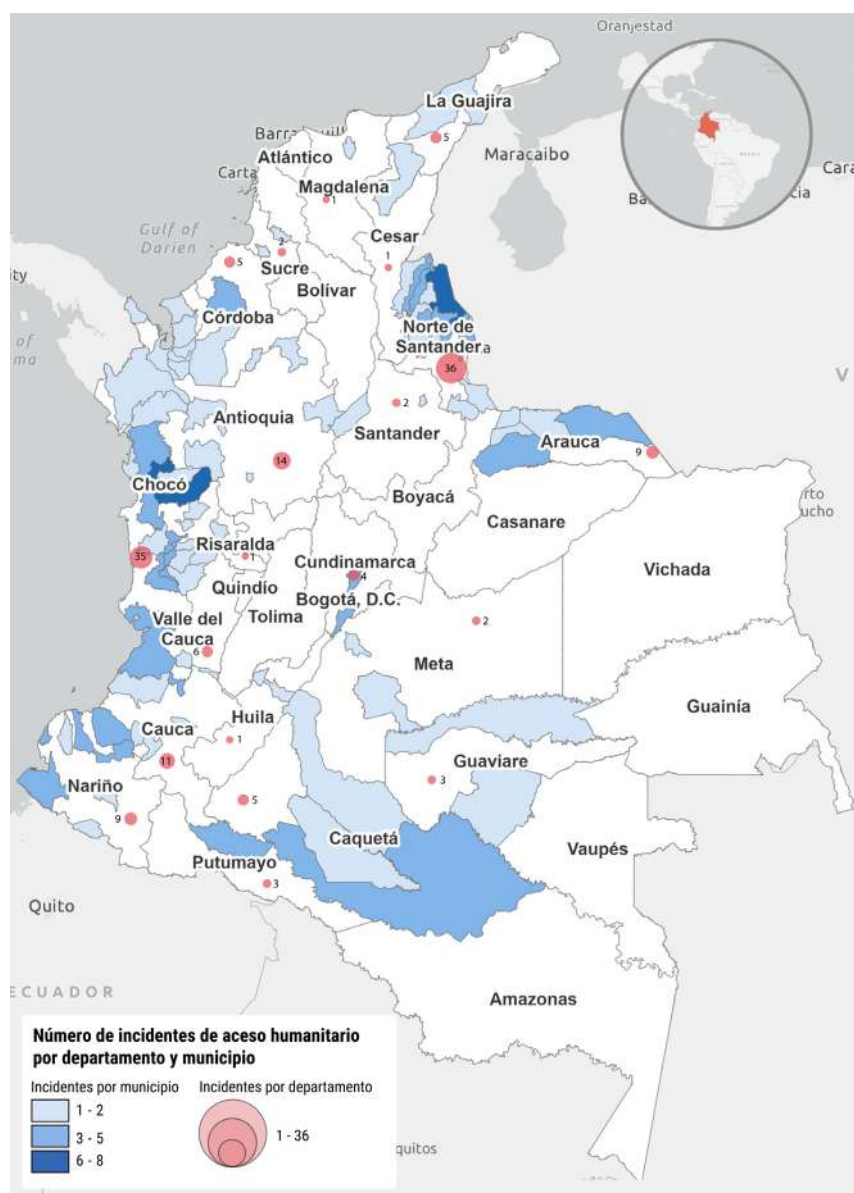 Oranjestad
La Guajira
Barra
Atlántico
5
Maracaibo
Carta
Magdalena
1
Gulf of
Darien
Cesar
2
1
5
Sucre
Bolívar
Córdoba
Norte de
Santander
36
2
Antioquia
Santander
Arauca
14
9
Chocó
Boyacá
Casanare
Risaralda
1
35
Cundinamarca
4
Vichada
Quindío
Bogotá, D.C.
Valle del
Cauca
Tolima
2
6
Meta
Guainía
Cauca
Huila
1
11
Guaviare
3
Nariño
5
9
Caquetá
Vaupés
Putumayo
3
Quito
ECUADOR
Amazonas
Número de incidentes de aceso humanitario
por departamento y municipio
Incidentes por municipio
Incidentes por departamento
1 - 2
3 - 5
6 - 8
1 - 36
quitos